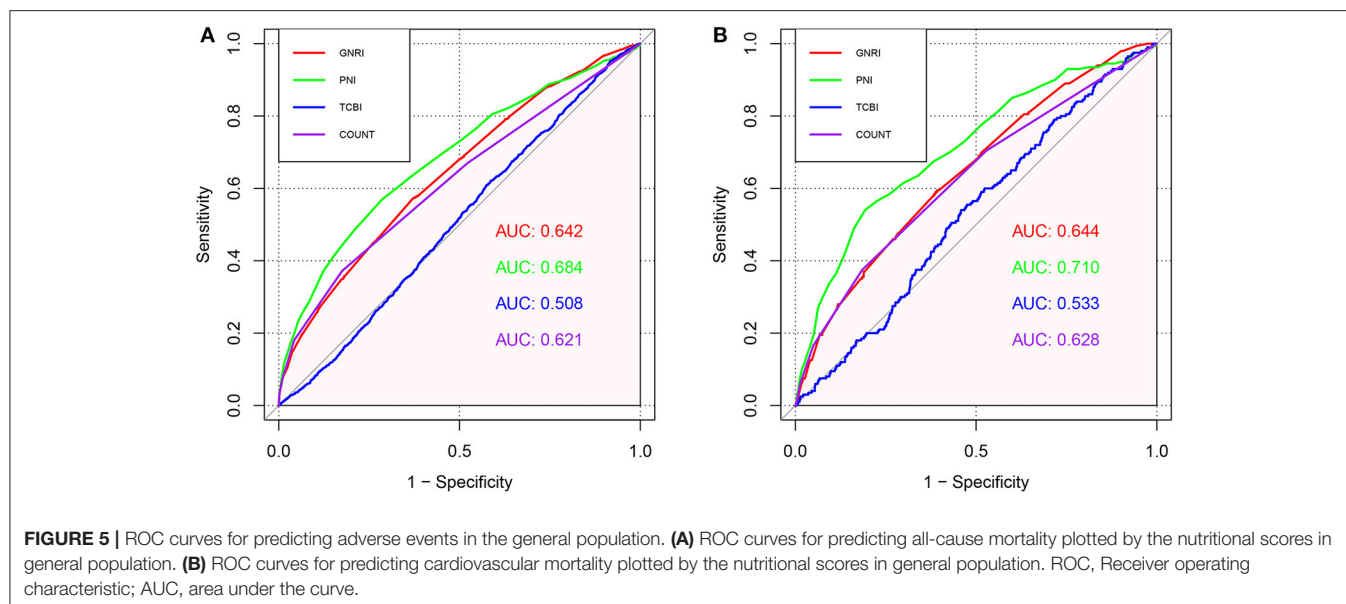 A
GNRI
PNI
TCBI
COUNT
1.0
0.8
0.6
0.4
0.2
0.0
Sensitivity
AUC: 0.642
AUC: 0.684
AUC: 0.508
AUC: 0.621
0.0
0.5
1.0
1 − Specificity
B
GNRI
PNI
TCBI
COUNT
1.0
0.8
0.6
0.4
0.2
0.0
Sensitivity
AUC: 0.644
AUC: 0.710
AUC: 0.533
AUC: 0.628
0.0
0.5
1.0
1 − Specificity
FIGURE 5 | ROC curves for predicting adverse events in the general population. (A) ROC curves for predicting all-cause mortality plotted by the nutritional scores in
general population. (B) ROC curves for predicting cardiovascular mortality plotted by the nutritional scores in general population. ROC, Receiver operating
characteristic; AUC, area under the curve.